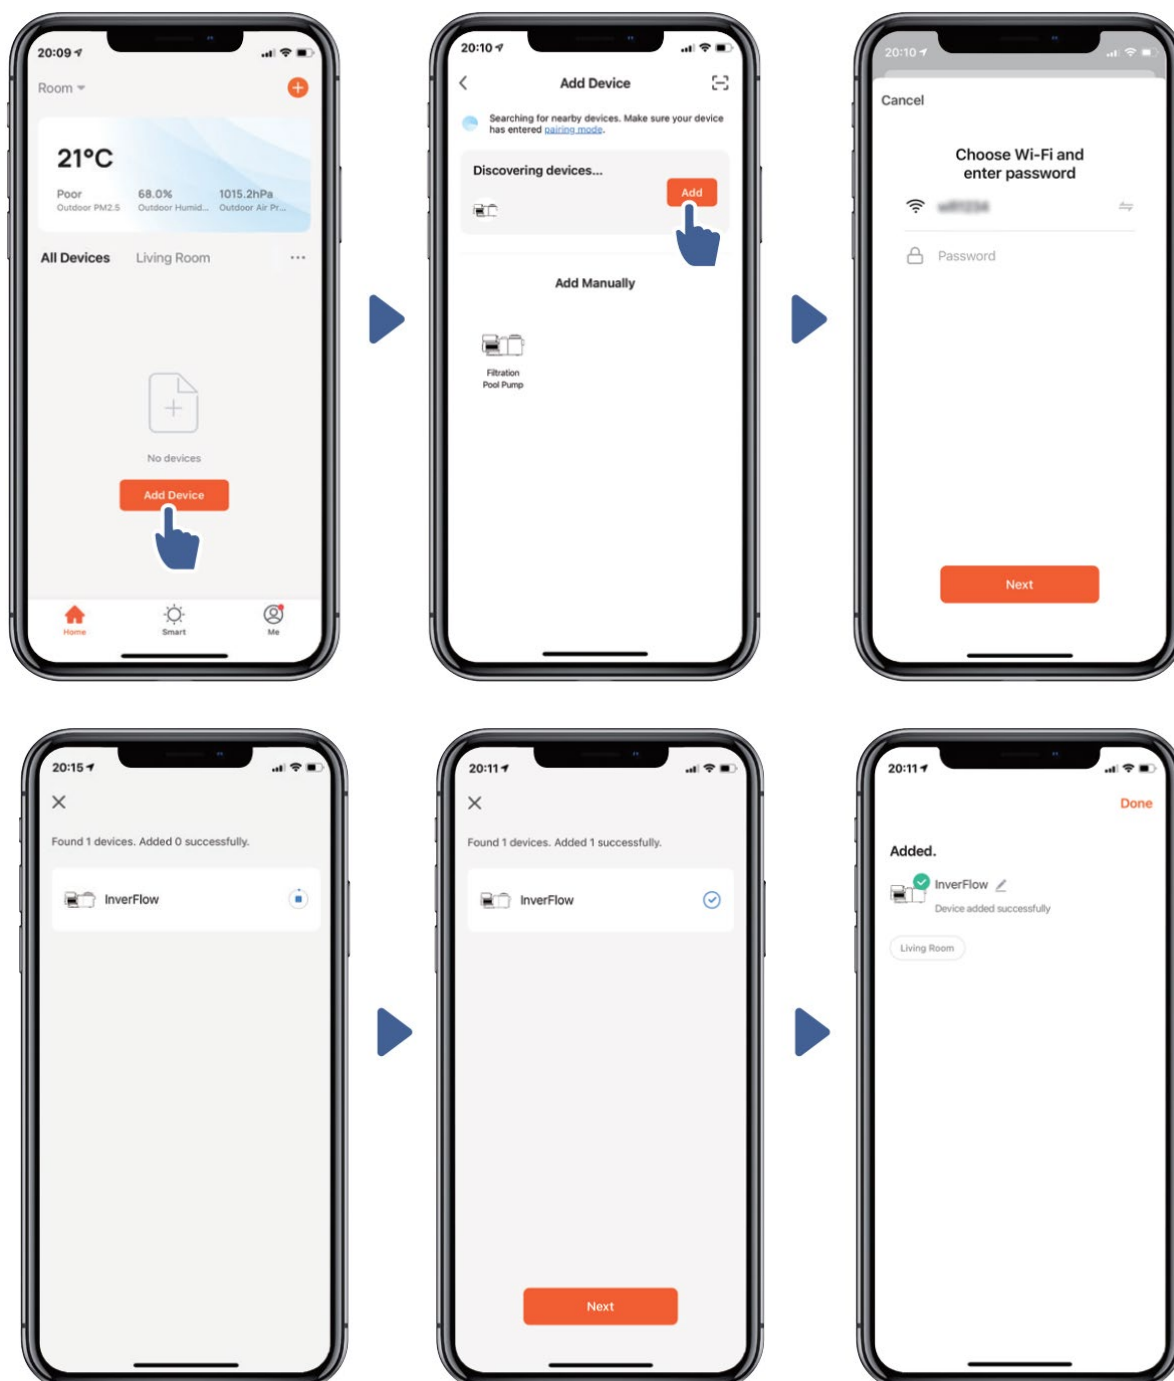 20:09
Room
21°C
Poor 68.0% 1015.2hPa
Outdoor PM2.5 Outdoor Humid... Outdoor Air Pr...
All Devices Living Room
No devices
Add Device
Home Smart Me
20:10
Add Device
Searching for nearby devices. Make sure your device
has entered pairing mode.
Discovering devices...
Add
Add Manually
Filtration
Pool Pump
20:10
Cancel
Choose Wi-Fi and
enter password
Password
Next
20:15
Found 1 devices. Added 0 successfully.
InverFlow
20:11
Found 1 devices. Added 1 successfully.
InverFlow
Next
20:11
Done
Added.
InverFlow
Device added successfully
Living Room